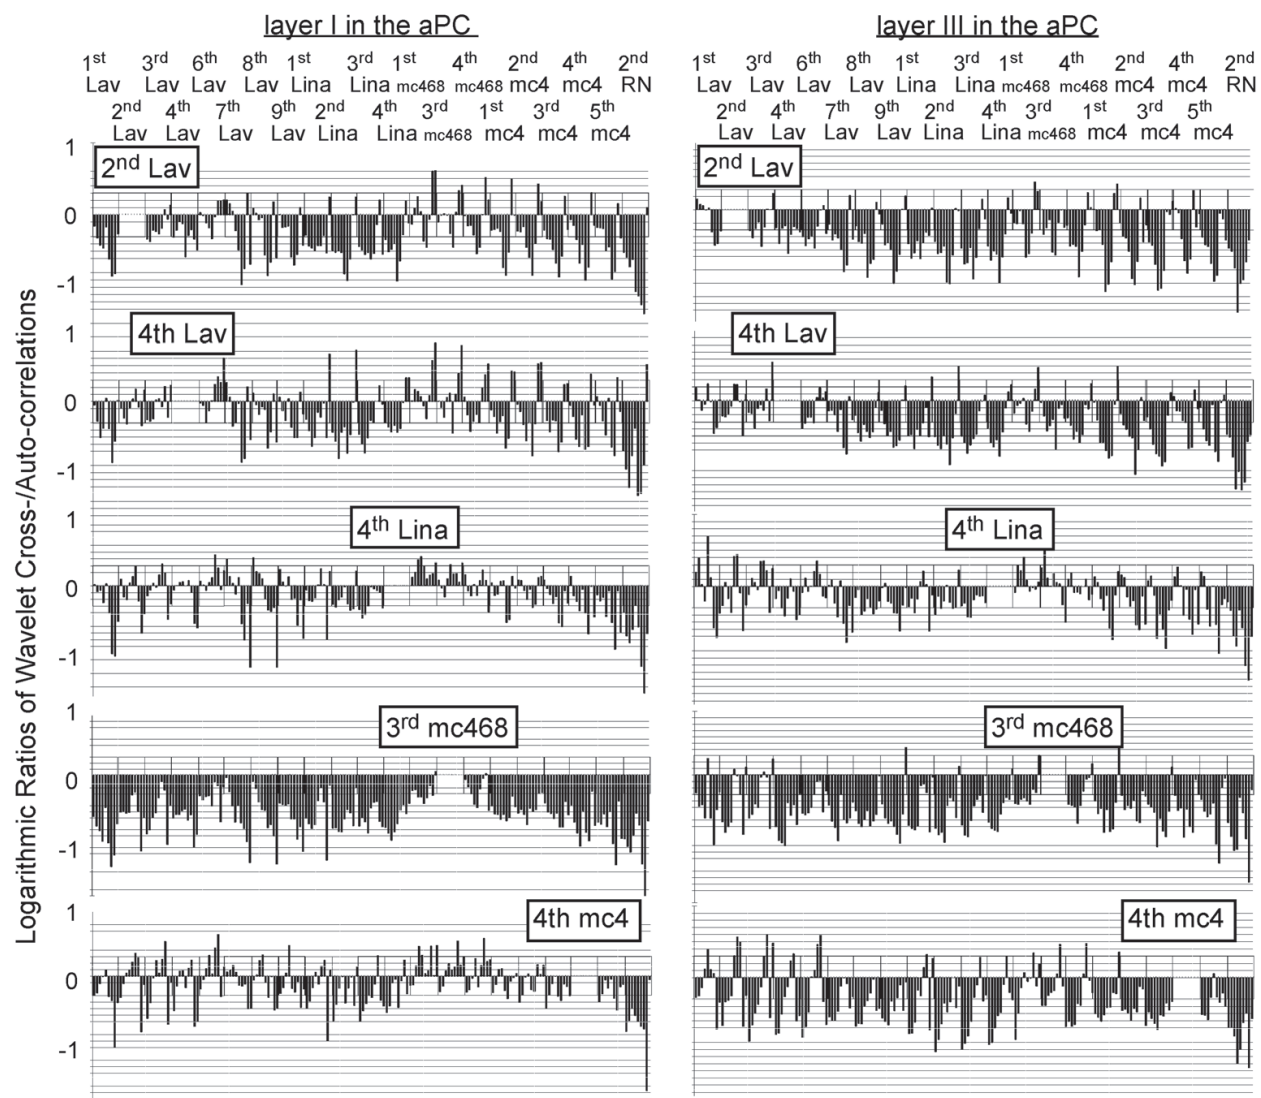 layer I in the aPC
layer III in the aPC
1st 3rd 6th 8th 1st 3rd 1st 4th 2nd 4th 2nd
Lav Lav Lav Lav Lina Lina mc468 mc468 mc4 mc4 RN
2nd 4th 7th 9th 2nd 4th 3rd 1st 3rd 5th
Lav Lav Lav Lav Lina Lina mc468 mc4 mc4 mc4
1st 3rd 6th 8th 1st 3rd 1st 4th 2nd 4th 2nd
Lav Lav Lav Lav Lina Lina mc468 mc468 mc4 mc4 RN
2nd 4th 7th 9th 2nd 4th 3rd 1st 3rd 5th
Lav Lav Lav Lav Lina Lina mc468 mc4 mc4 mc4
Logarithmic Ratios of Wavelet Cross-/Auto-correlations
1
2nd Lav
2nd Lav
0
-1
1
4th Lav
4th Lav
0
-1
1
4th Lina
4th Lina
0
-1
1
3rd mc468
3rd mc468
0
-1
1
4th mc4
4th mc4
0
-1